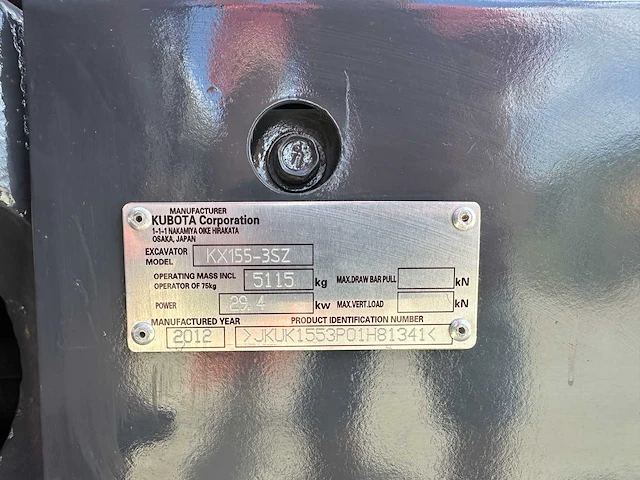 MANUFACTURER
KUBOTA Corporation
1-1-1 NAKAMIYA OIKE HIRAKATA
OSAKA, JAPAN
EXCAVATOR MODEL KX155-3SZ
OPERATING MASS INCL OPERATOR OF 75kg 5115 kg MAX.DRAW BAR PULL kN
POWER 29.4 kw MAX.VERT.LOAD kN
MANUFACTURED YEAR PRODUCT IDENTIFICATION NUMBER
2012 >JKUK1553P01H81341<